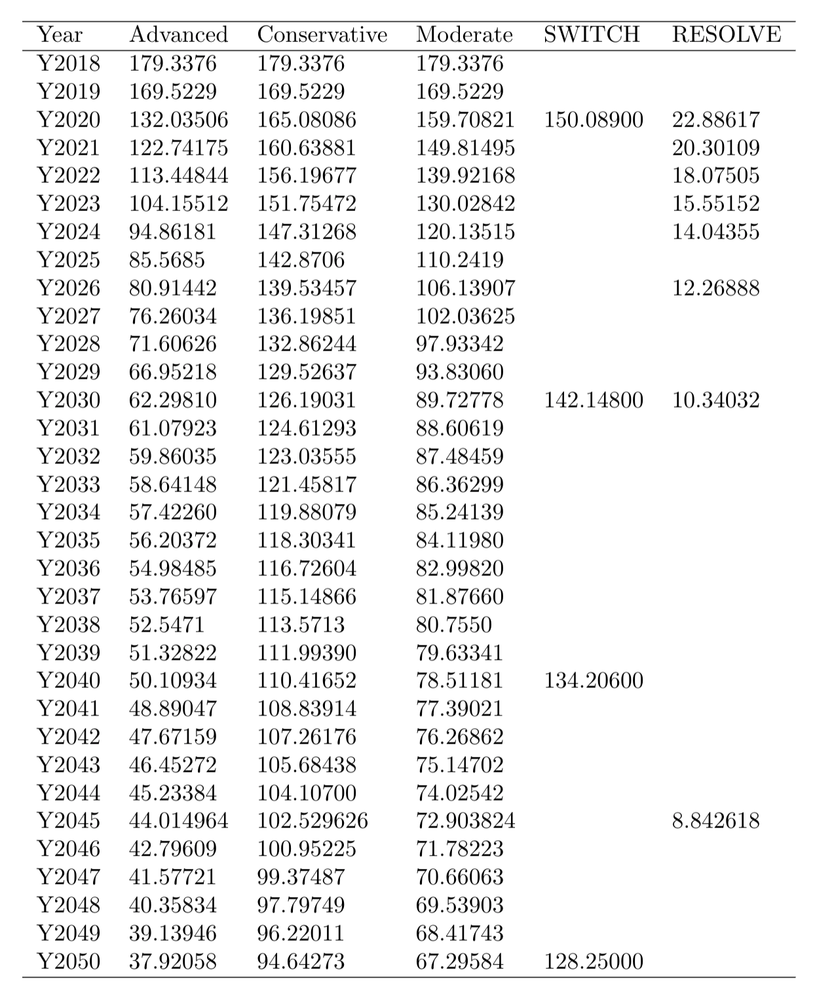 Year Advanced Conservative Moderate SWITCH RESOLVE
Y2018 179.3376 179.3376 179.3376
Y2019 169.5229 169.5229 169.5229
Y2020 132.03506 165.08086 159.70821 150.08900 22.88617
Y2021 122.74175 160.63881 149.81495 20.30109
Y2022 113.44844 156.19677 139.92168 18.07505
Y2023 104.15512 151.75472 130.02842 15.55152
Y2024 94.86181 147.31268 120.13515 14.04355
Y2025 85.5685 142.8706 110.2419
Y2026 80.91442 139.53457 106.13907 12.26888
Y2027 76.26034 136.19851 102.03625
Y2028 71.60626 132.86244 97.93342
Y2029 66.95218 129.52637 93.83060
Y2030 62.29810 126.19031 89.72778 142.14800 10.34032
Y2031 61.07923 124.61293 88.60619
Y2032 59.86035 123.03555 87.48459
Y2033 58.64148 121.45817 86.36299
Y2034 57.42260 119.88079 85.24139
Y2035 56.20372 118.30341 84.11980
Y2036 54.98485 116.72604 82.99820
Y2037 53.76597 115.14866 81.87660
Y2038 52.5471 113.5713 80.7550
Y2039 51.32822 111.99390 79.63341
Y2040 50.10934 110.41652 78.51181 134.20600
Y2041 48.89047 108.83914 77.39021
Y2042 47.67159 107.26176 76.26862
Y2043 46.45272 105.68438 75.14702
Y2044 45.23384 104.10700 74.02542
Y2045 44.014964 102.529626 72.903824 8.842618
Y2046 42.79609 100.95225 71.78223
Y2047 41.57721 99.37487 70.66063
Y2048 40.35834 97.79749 69.53903
Y2049 39.13946 96.22011 68.41743
Y2050 37.92058 94.64273 67.29584 128.25000